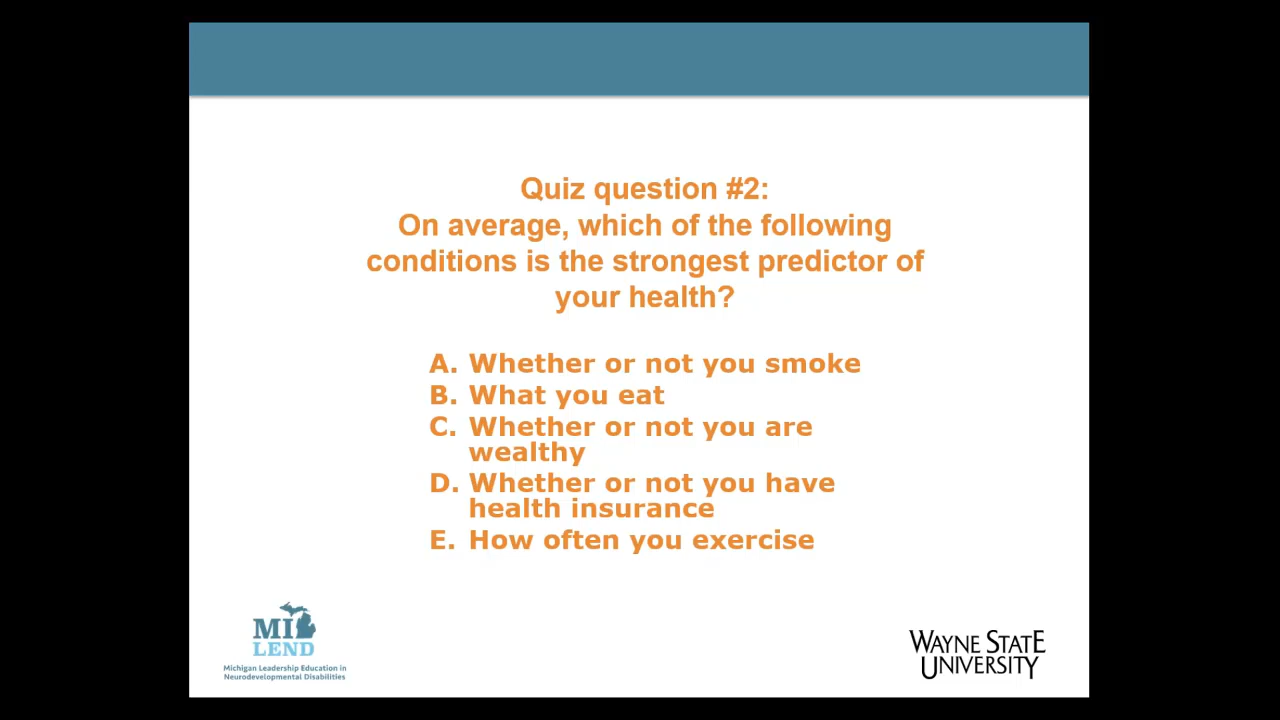 Quiz question #2:
On average, which of the following
conditions is the strongest predictor of
your health?
A. Whether or not you smoke
B. What you eat
C. Whether or not you are
wealthy
D. Whether or not you have
health insurance
E. How often you exercise
MI
LEND
Michigan Leadership Education in
Neurodevelopmental Disabilities
WAYNE STATE
UNIVERSITY